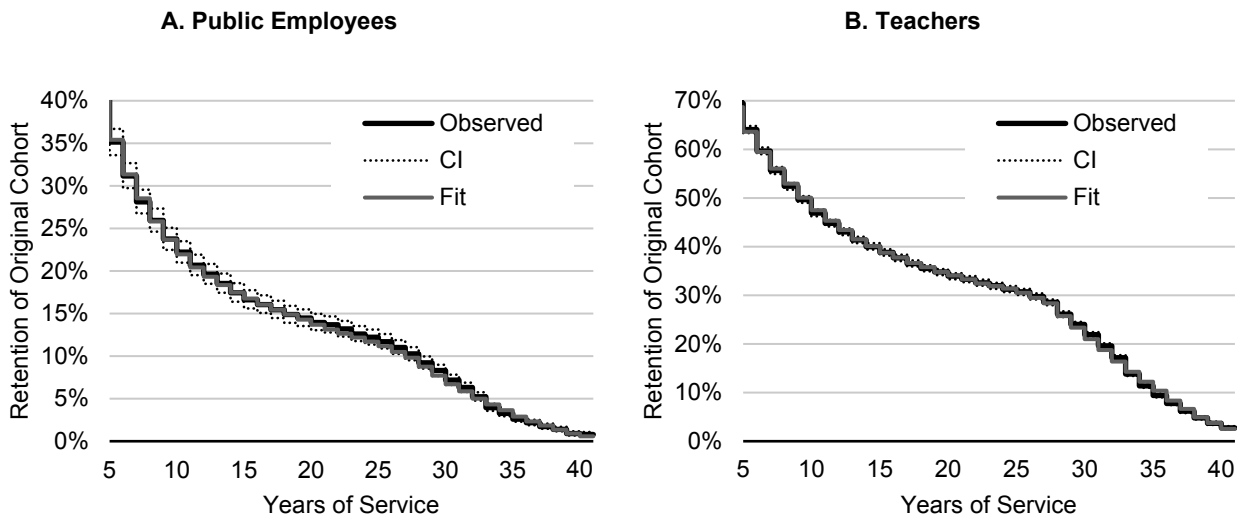 A. Public Employees
Retention of Original Cohort
40%
35%
30%
25%
20%
15%
10%
5%
0%
Observed
CI
Fit
5 10 15 20 25 30 35 40
Years of Service
B. Teachers
Retention of Original Cohort
70%
60%
50%
40%
30%
20%
10%
0%
Observed
CI
Fit
5 10 15 20 25 30 35 40
Years of Service